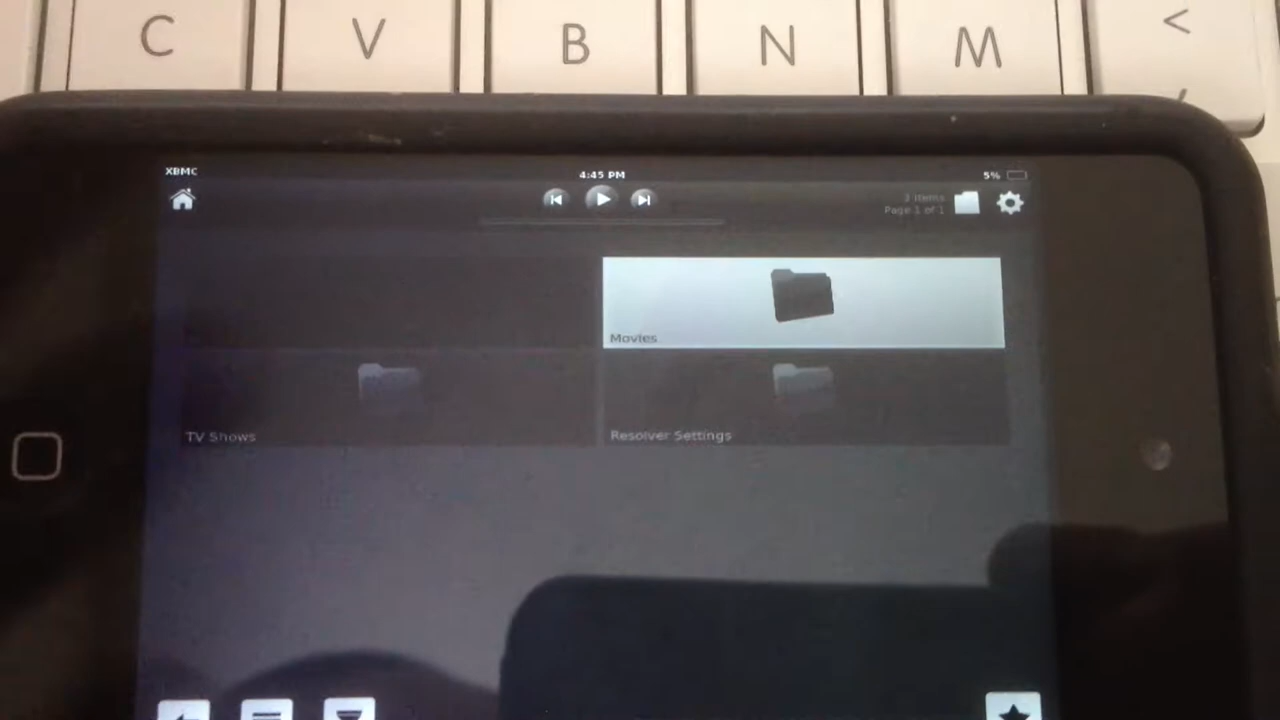 C V B N M <
XBMC 4:45 PM 5%
3 items
Page 1 of 1
Movies
TV Shows
Resolver Settings